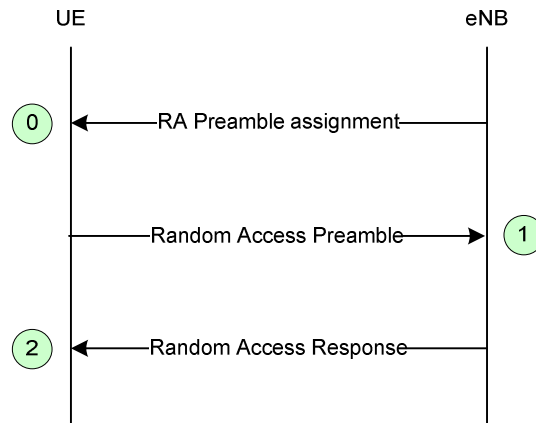 UE
eNB
0
RA Preamble assignment
Random Access Preamble
1
2
Random Access Response